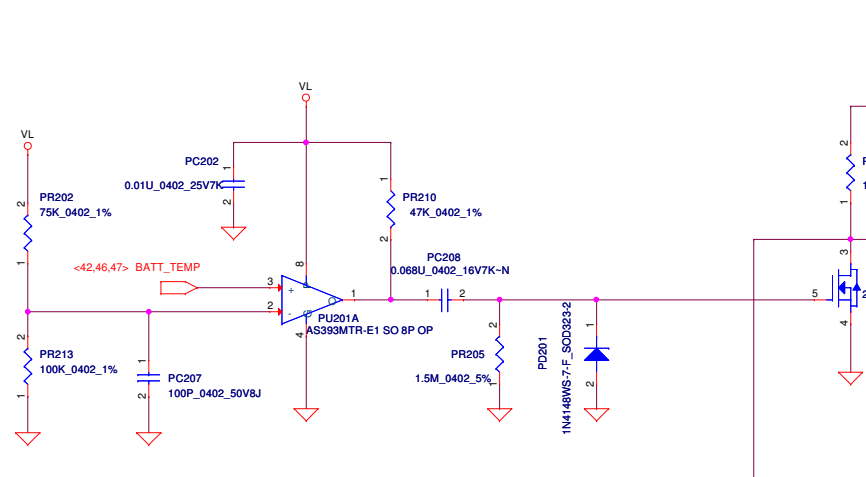 VL
VL
PC202
1
0.01U_0402_25V7K
2
2
PR202
75K_0402_1%
1
1
PR210
47K_0402_1%
2
<42,46,47> BATT_TEMP
8
3
+
2
-
P
G
O
1
4
PU201A
AS393MTR-E1 SO 8P OP
PC208
0.068U_0402_16V7K~N
1
2
2
PR213
100K_0402_1%
1
1
PC207
100P_0402_50V8J
2
2
PR205
1.5M_0402_5%
1
PD201
1N4148WS-7-F_SOD323-2
1
2
2
1
3
5
4